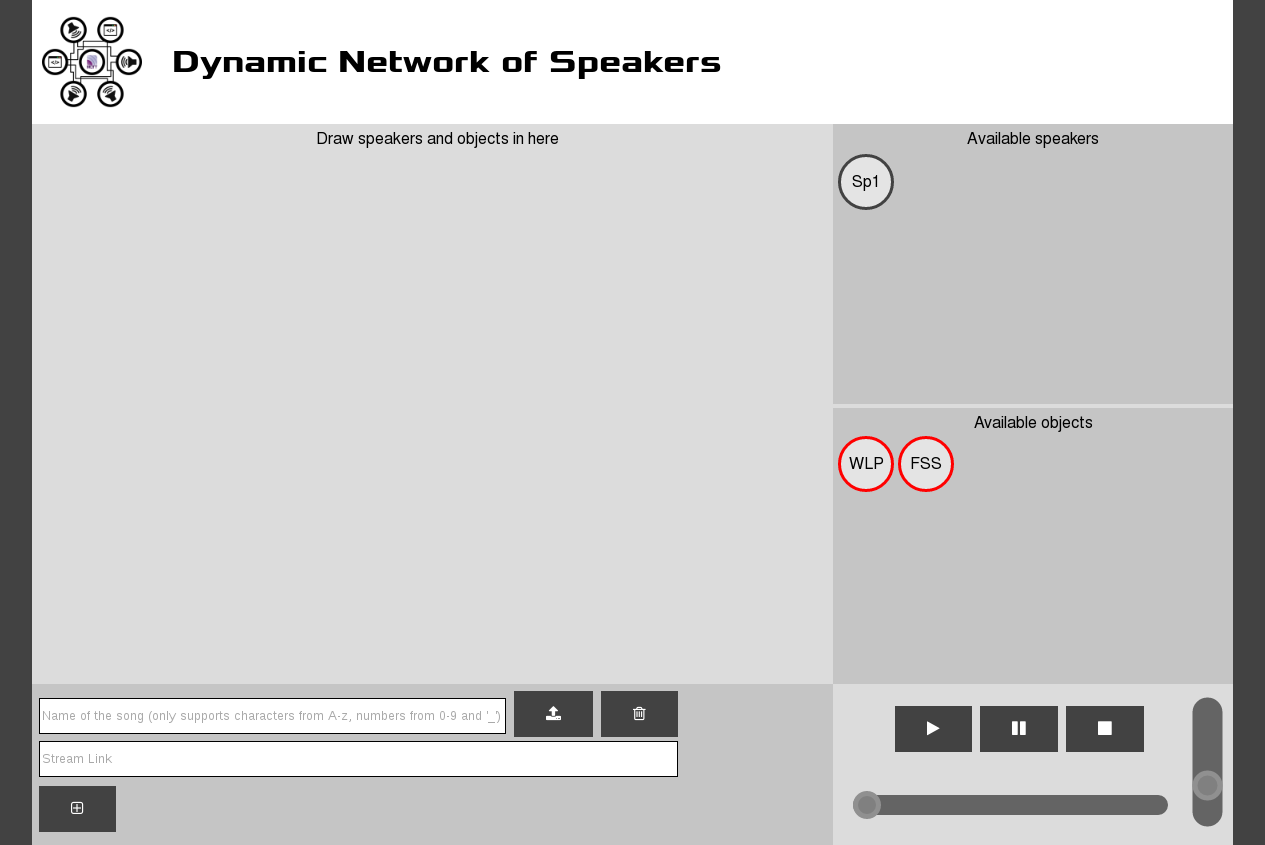 Dynamic Network of Speakers
Draw speakers and objects in here
Available speakers
Sp1
Available objects
WLP
FSS
Name of the song (only supports characters from A-z, numbers from 0-9 and '_')
Stream Link